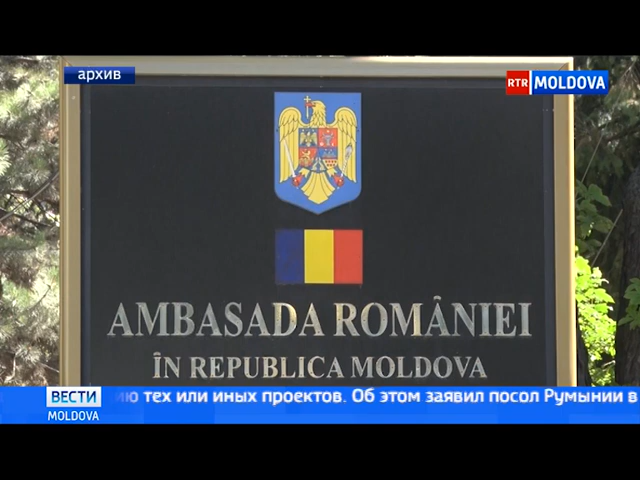 архив
RTR MOLDOVA
AMBASADA ROMÂNIEI
ÎN REPUBLICA MOLDOVA
ВЕСТИ
MOLDOVA
тех или иных проектов. Об этом заявил посол Румынии в